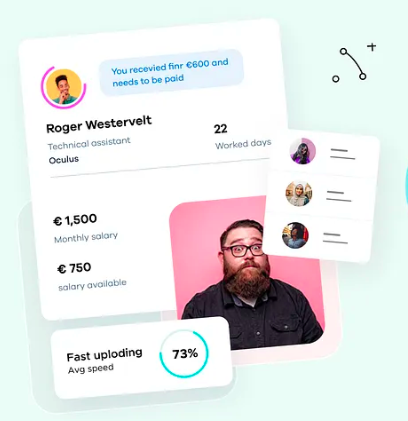 You recevied finr €600 and
needs to be paid
Roger Westervelt
Technical assistant
Oculus
22
Worked days
€ 1,500
Monthly salary
€ 750
salary available
Fast uploding
Avg speed
73%